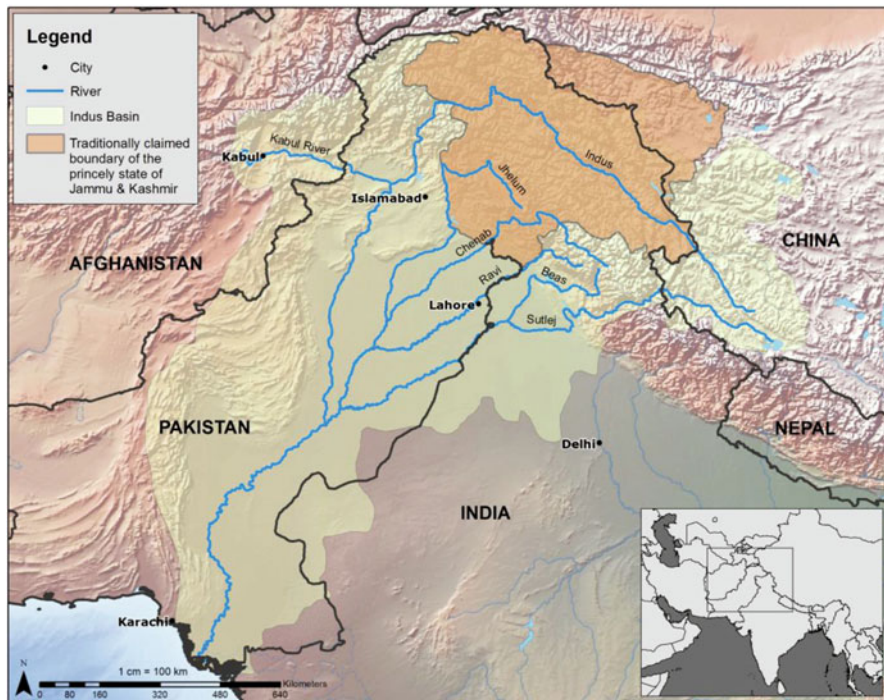 Legend
City
River
Indus Basin
Traditionally claimed
boundary of the
princely state of
Jammu & Kashmir
Kabul River
Kabul
Indus
Jhelum
Islamabad
CHINA
Chenab
AFGHANISTAN
Ravi
Beas
Lahore
Sutlej
PAKISTAN
NEPAL
Delhi
INDIA
Karachi
N
1 cm = 100 km
Kilometers
0 80 160 320 480 640